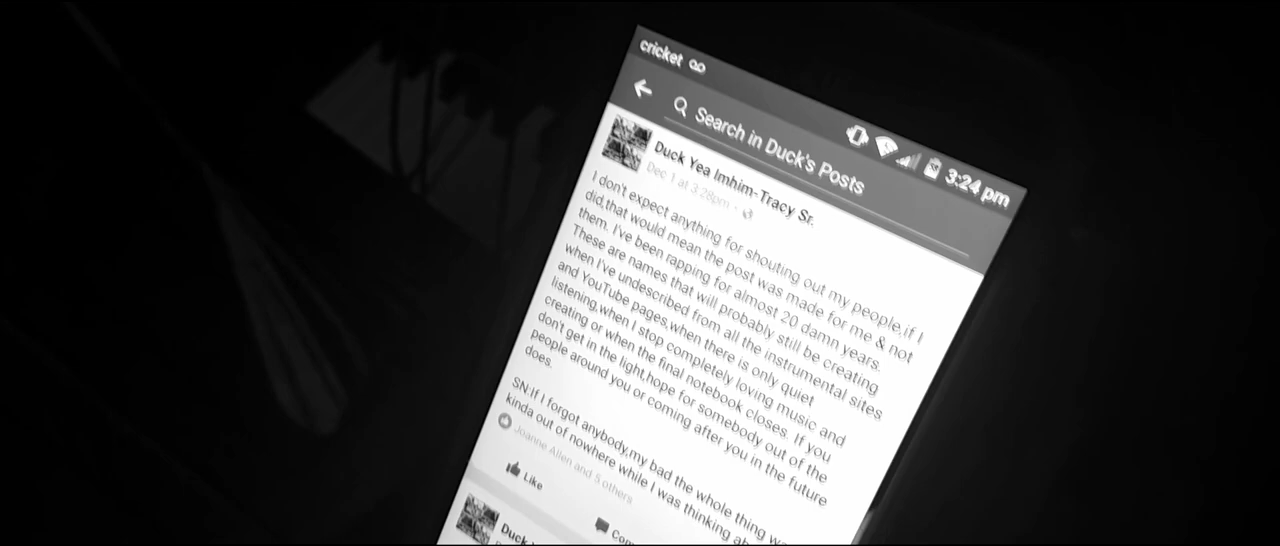 cricket
3:24 pm
Search in Duck's Posts
Duck Yea Imhim-Tracy Sr.
Dec 1 at 3:28pm
I don't expect anything for shouting out my people,if I
did,that would mean the post was made for me & not
them. I've been rapping for almost 20 damn years.
These are names that will probably still be creating
when I've undescribed from all the instrumental sites
and YouTube pages,when there is only quiet
listening,when I stop completely loving music and
creating or when the final notebook closes. If you
don't get in the light,hope for somebody out of the
people around you or coming after you in the future
does.
SN:If I forgot anybody,my bad the whole thing
kinda out of nowhere while I was thinking
Joanne Allen and 5 others
Like
Duck